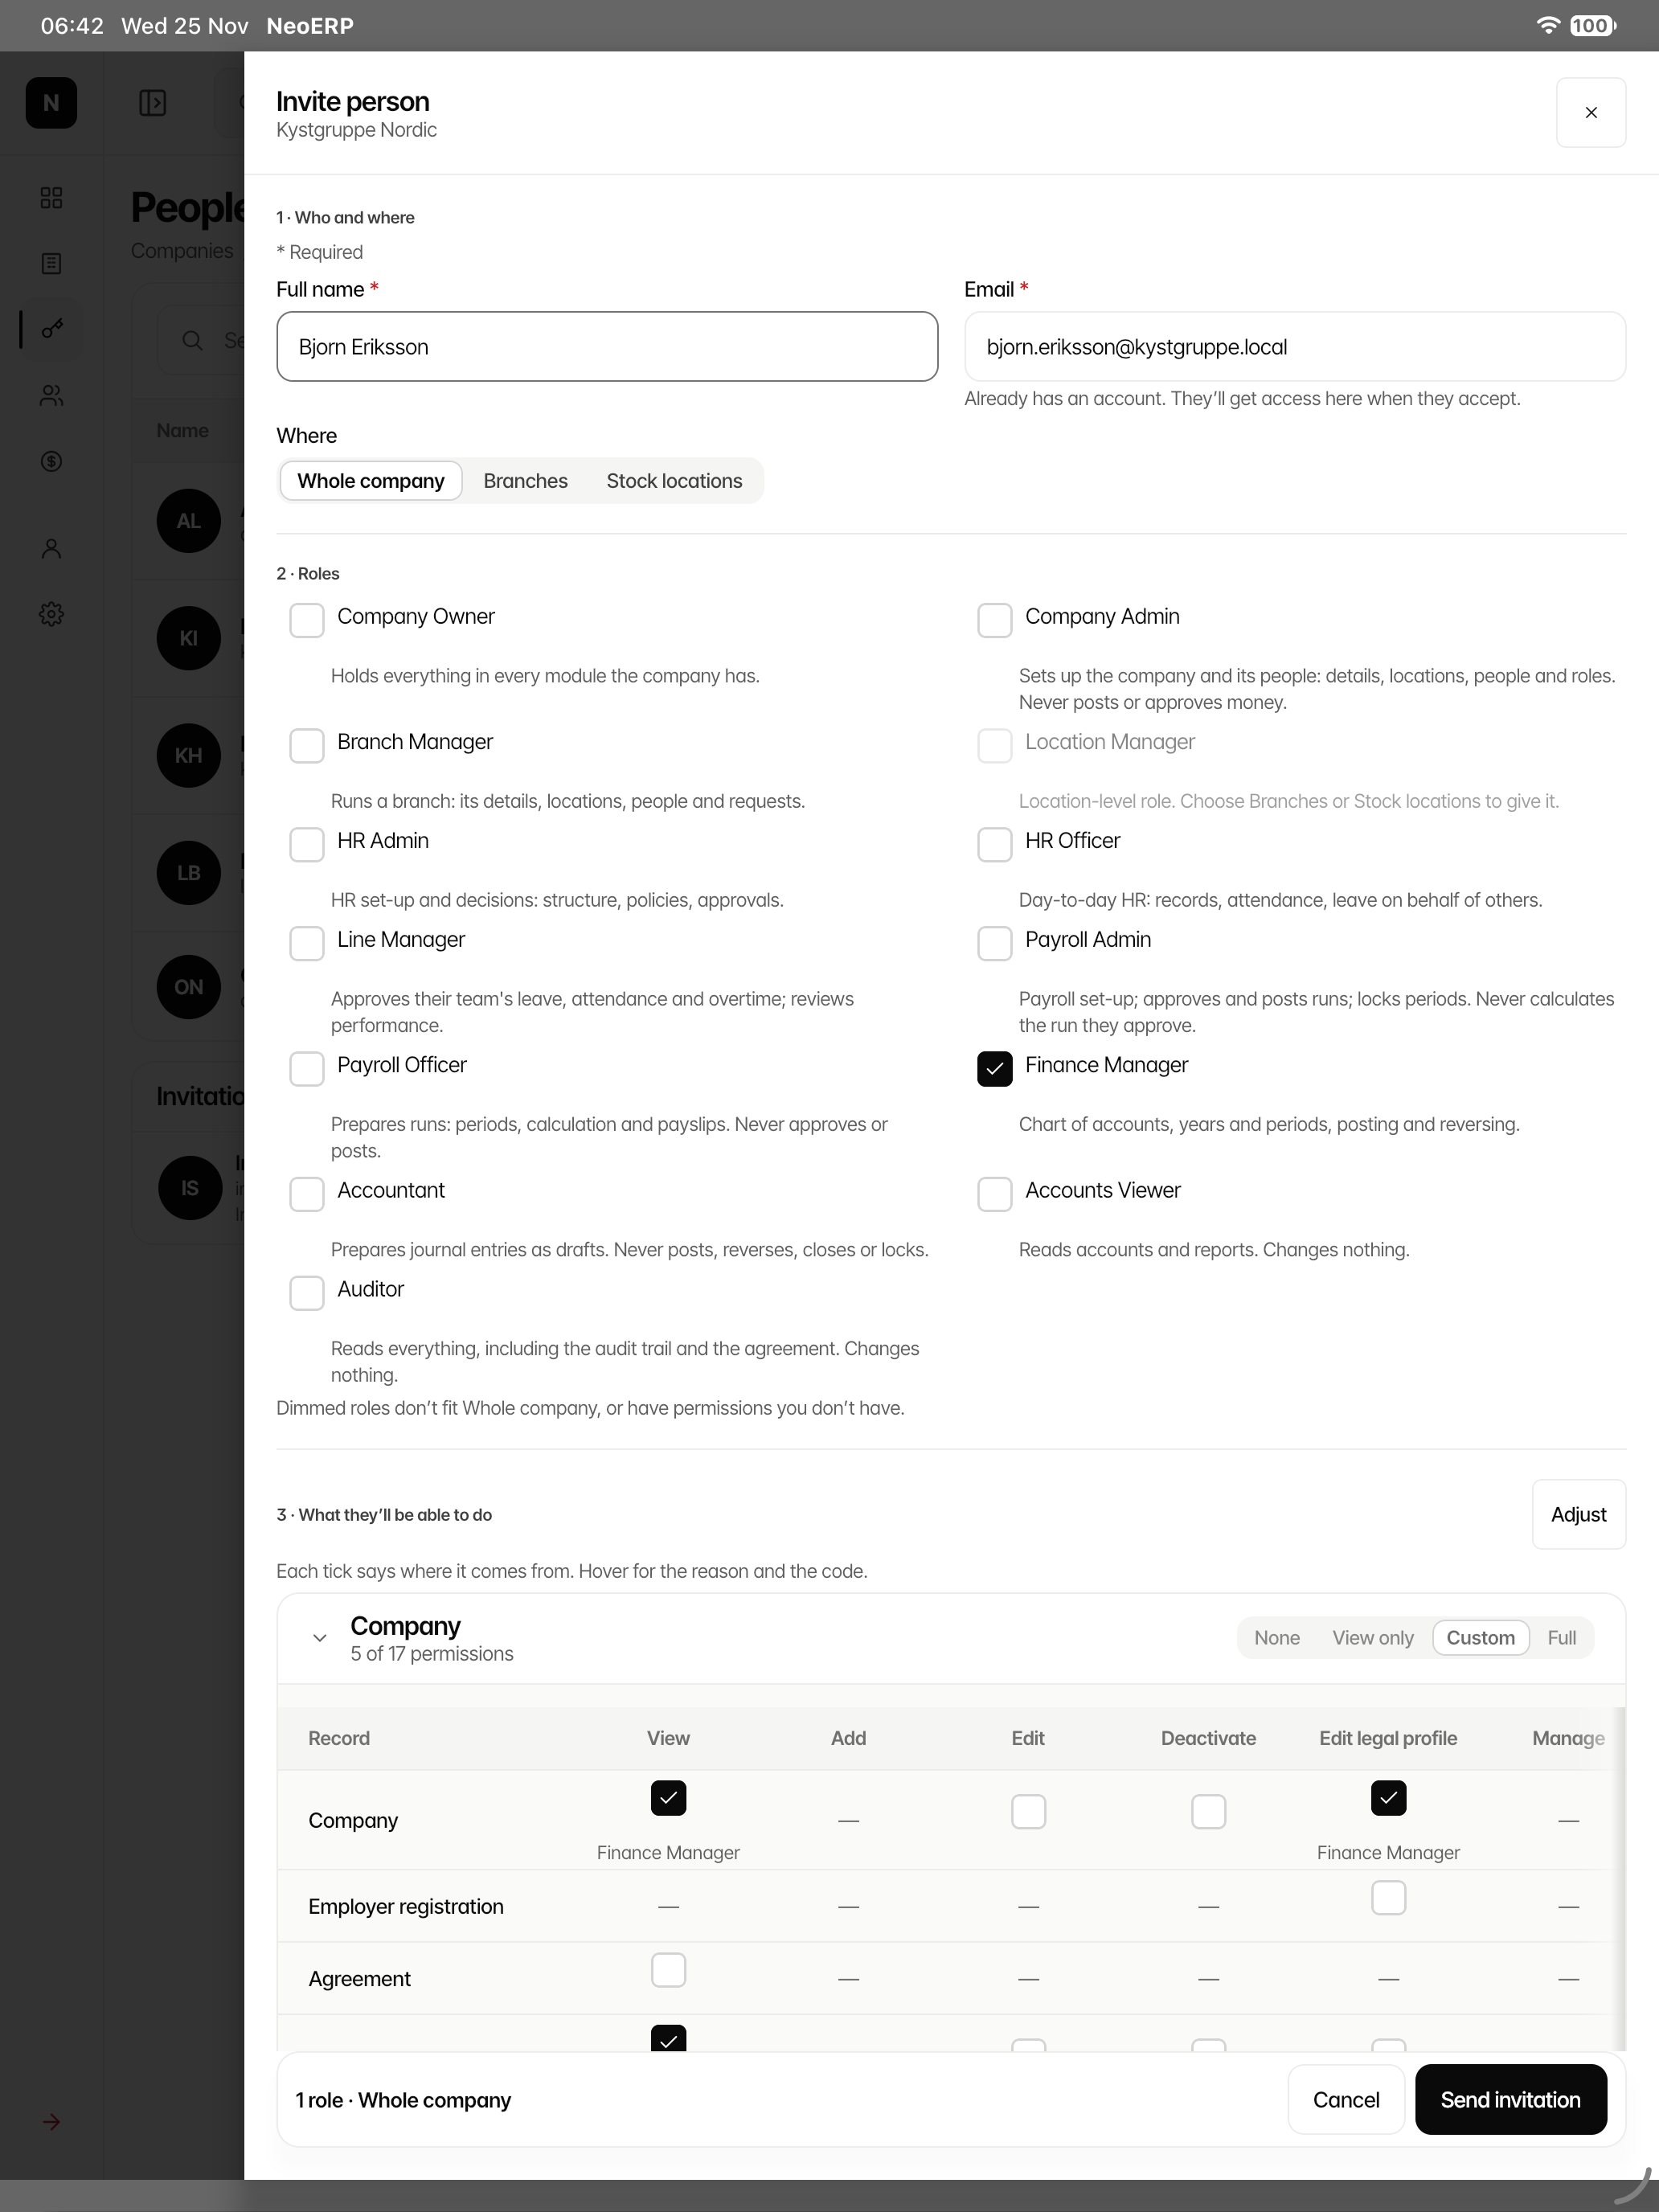 06:42 Wed 25 Nov NeoERP
100
N
Invite person
Kystgruppe Nordic
People
Companies
Name
AL
KI
KH
LB
ON
IS
1 · Who and where
* Required
Full name *
Email *
Bjorn Eriksson
bjorn.eriksson@kystgruppe.local
Already has an account. They’ll get access here when they accept.
Where
Whole company Branches Stock locations
2 · Roles
Company Owner
Holds everything in every module the company has.
Company Admin
Sets up the company and its people: details, locations, people and roles.
Never posts or approves money.
Branch Manager
Runs a branch: its details, locations, people and requests.
Location Manager
Location-level role. Choose Branches or Stock locations to give it.
HR Admin
HR set-up and decisions: structure, policies, approvals.
HR Officer
Day-to-day HR: records, attendance, leave on behalf of others.
Line Manager
Approves their team's leave, attendance and overtime; reviews
performance.
Payroll Admin
Payroll set-up; approves and posts runs; locks periods. Never calculates
the run they approve.
Payroll Officer
Prepares runs: periods, calculation and payslips. Never approves or
posts.
Finance Manager
Chart of accounts, years and periods, posting and reversing.
Accountant
Prepares journal entries as drafts. Never posts, reverses, closes or locks.
Accounts Viewer
Reads accounts and reports. Changes nothing.
Auditor
Reads everything, including the audit trail and the agreement. Changes
nothing.
Dimmed roles don’t fit Whole company, or have permissions you don’t have.
3 · What they’ll be able to do
Adjust
Each tick says where it comes from. Hover for the reason and the code.
Company
5 of 17 permissions
None View only Custom Full
Record View Add Edit Deactivate Edit legal profile Manage
Company — —
Finance Manager Finance Manager
Employer registration — — — — —
Agreement — — — — —
1 role · Whole company
Cancel
Send invitation